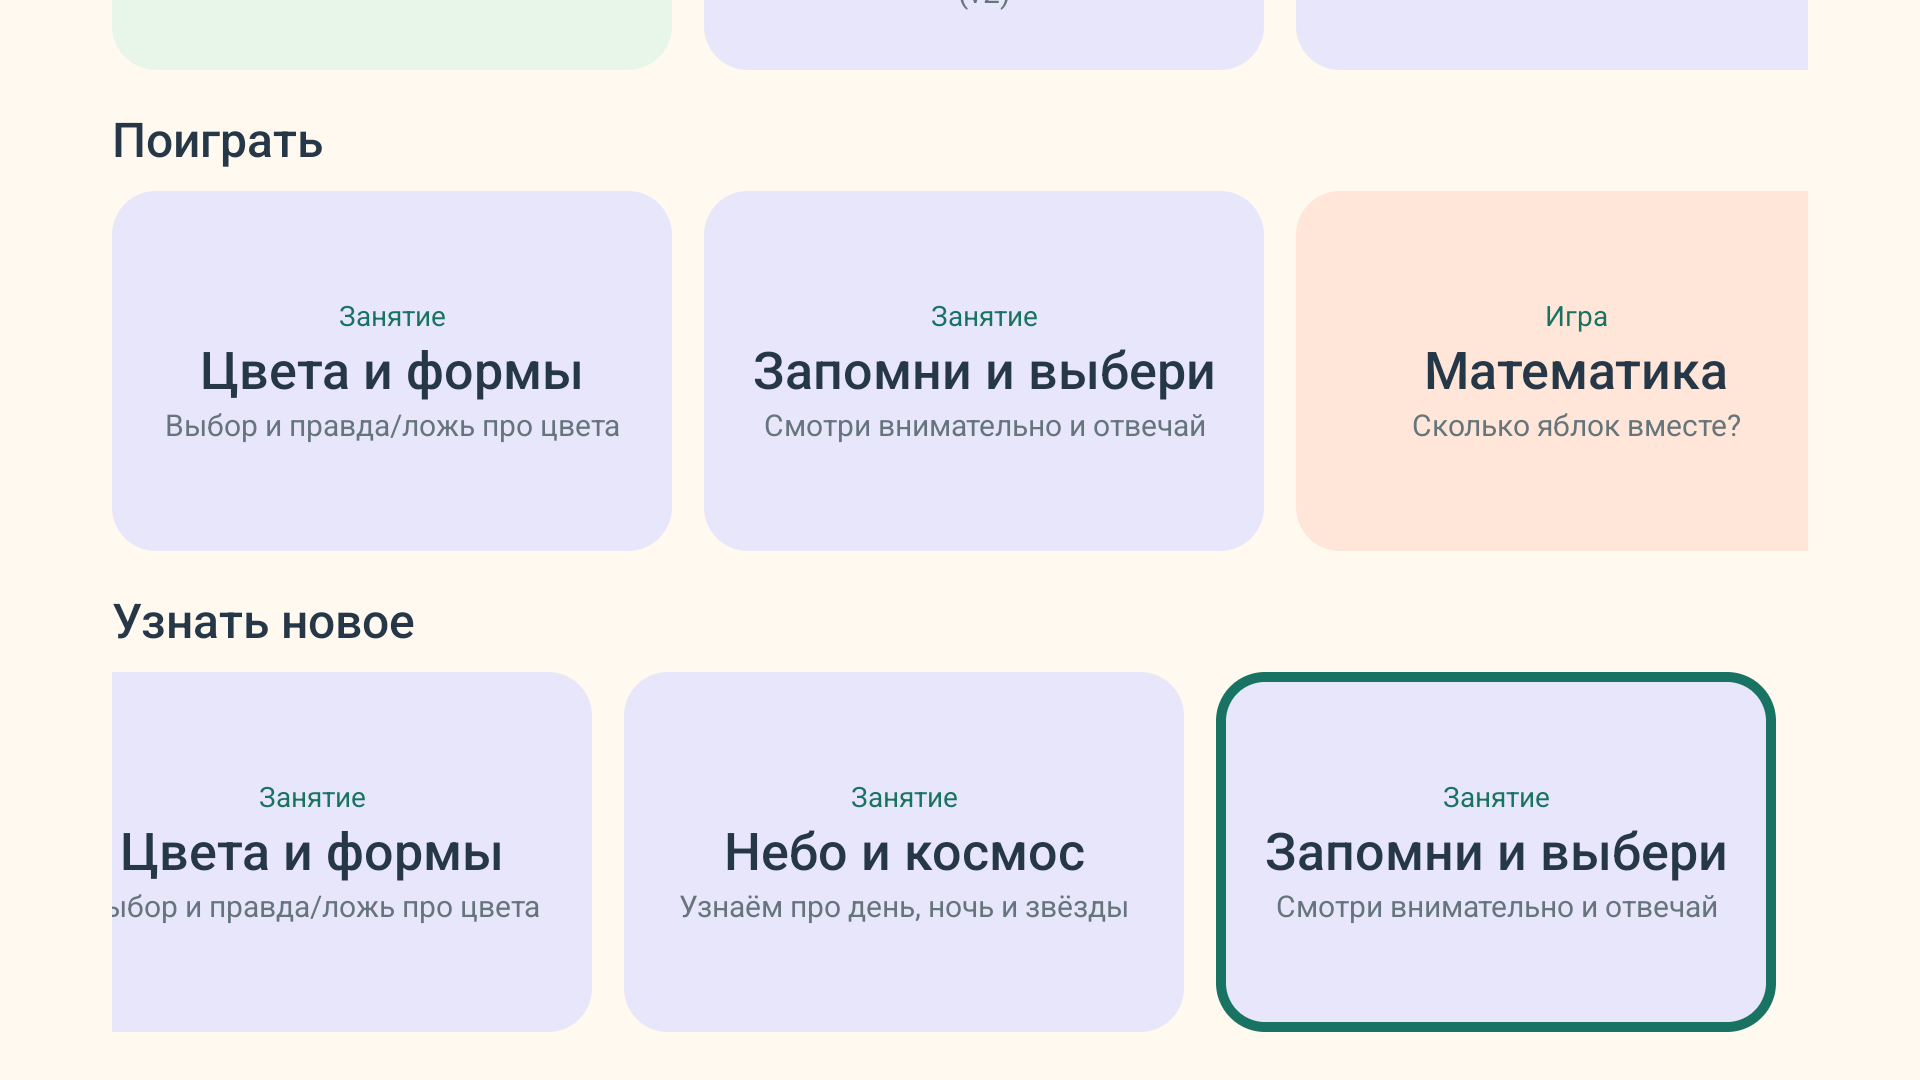 Поиграть
Занятие
Цвета и формы
Выбор и правда/ложь про цвета
Занятие
Запомни и выбери
Смотри внимательно и отвечай
Игра
Математика
Сколько яблок вместе?
Узнать новое
Занятие
Цвета и формы
ыбор и правда/ложь про цвета
Занятие
Небо и космос
Узнаём про день, ночь и звёзды
Занятие
Запомни и выбери
Смотри внимательно и отвечай